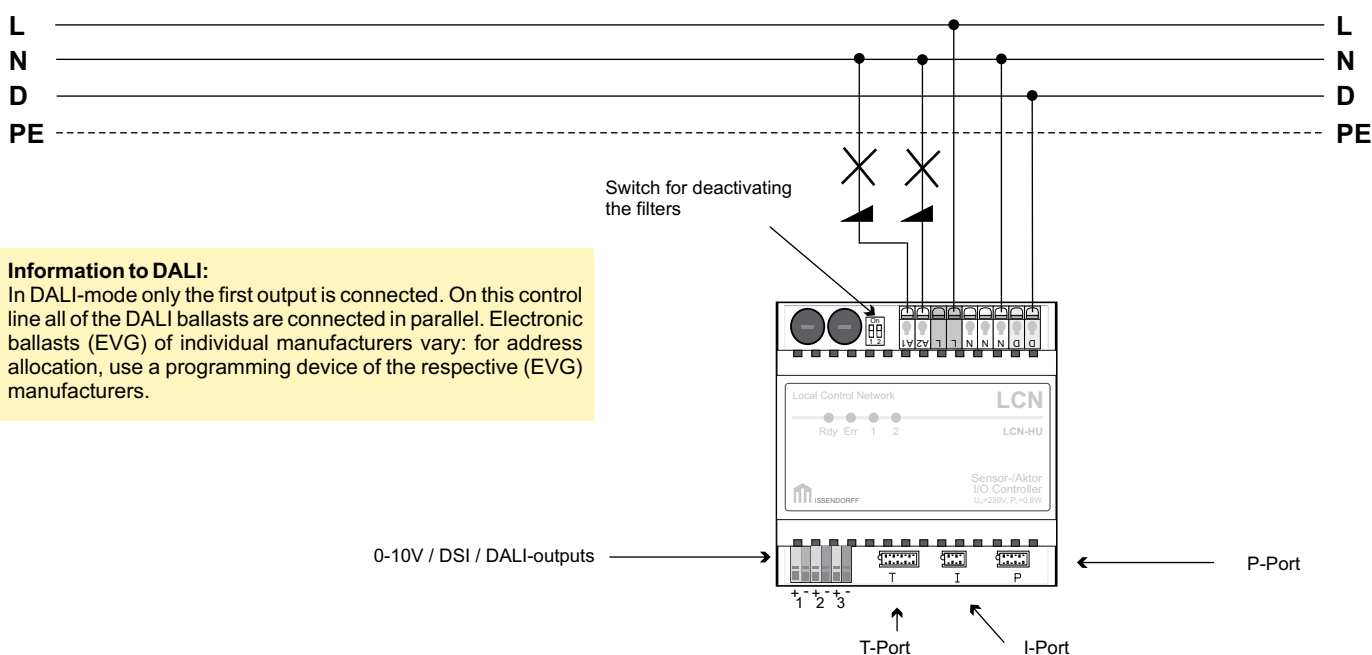 L L
N N
D D
PE PE
Switch for deactivating
the filters
Information to DALI:
In DALI-mode only the first output is connected. On this control
line all of the DALI ballasts are connected in parallel. Electronic
ballasts (EVG) of individual manufacturers vary: for address
allocation, use a programming device of the respective (EVG)
manufacturers.
On
1 2
A1 A2 L L N N N D D
Local Control Network LCN
Rdy Err 1 2 LCN-HU
Sensor-/Aktor
I/O Controller
ISSENDORFF
0-10V / DSI / DALI-outputs
P-Port
T I P
+ - + - + -
1 2 3
T-Port I-Port